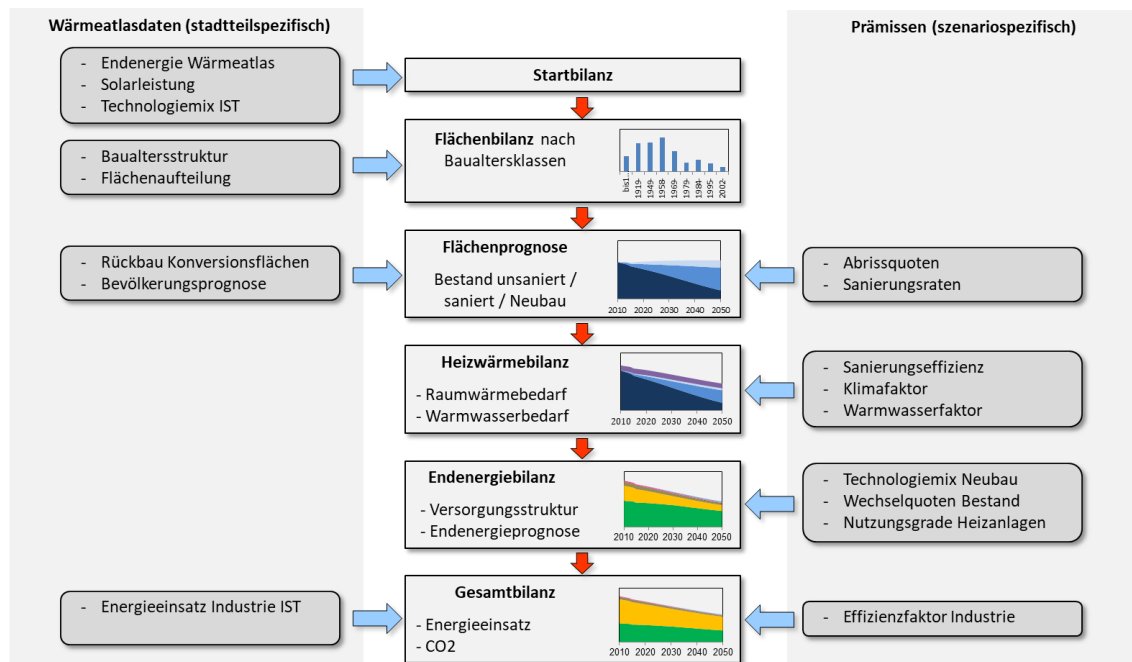 Wärmeatlasdaten (stadtteilspezifisch)
Prämissen (szenariospezifisch)
- Endenergie Wärmeatlas
- Solarleistung
- Technologiemix IST
Startbilanz
- Baualtersstruktur
- Flächenaufteilung
Flächenbilanz nach
Baualtersklassen
bis1..
1919-
1949-
1958-
1969-
1979-
1984-
1995-
2002-
- Rückbau Konversionsflächen
- Bevölkerungsprognose
Flächenprognose
Bestand unsaniert /
saniert / Neubau
2010 2020 2030 2040 2050
- Abrissquoten
- Sanierungsraten
Heizwärmebilanz
- Raumwärmebedarf
- Warmwasserbedarf
2010 2020 2030 2040 2050
- Sanierungseffizienz
- Klimafaktor
- Warmwasserfaktor
Endenergiebilanz
- Versorgungsstruktur
- Endenergieprognose
2010 2020 2030 2040 2050
- Technologiemix Neubau
- Wechselquoten Bestand
- Nutzungsgrade Heizanlagen
- Energieeinsatz Industrie IST
Gesamtbilanz
- Energieeinsatz
- CO2
2010 2020 2030 2040 2050
- Effizienzfaktor Industrie